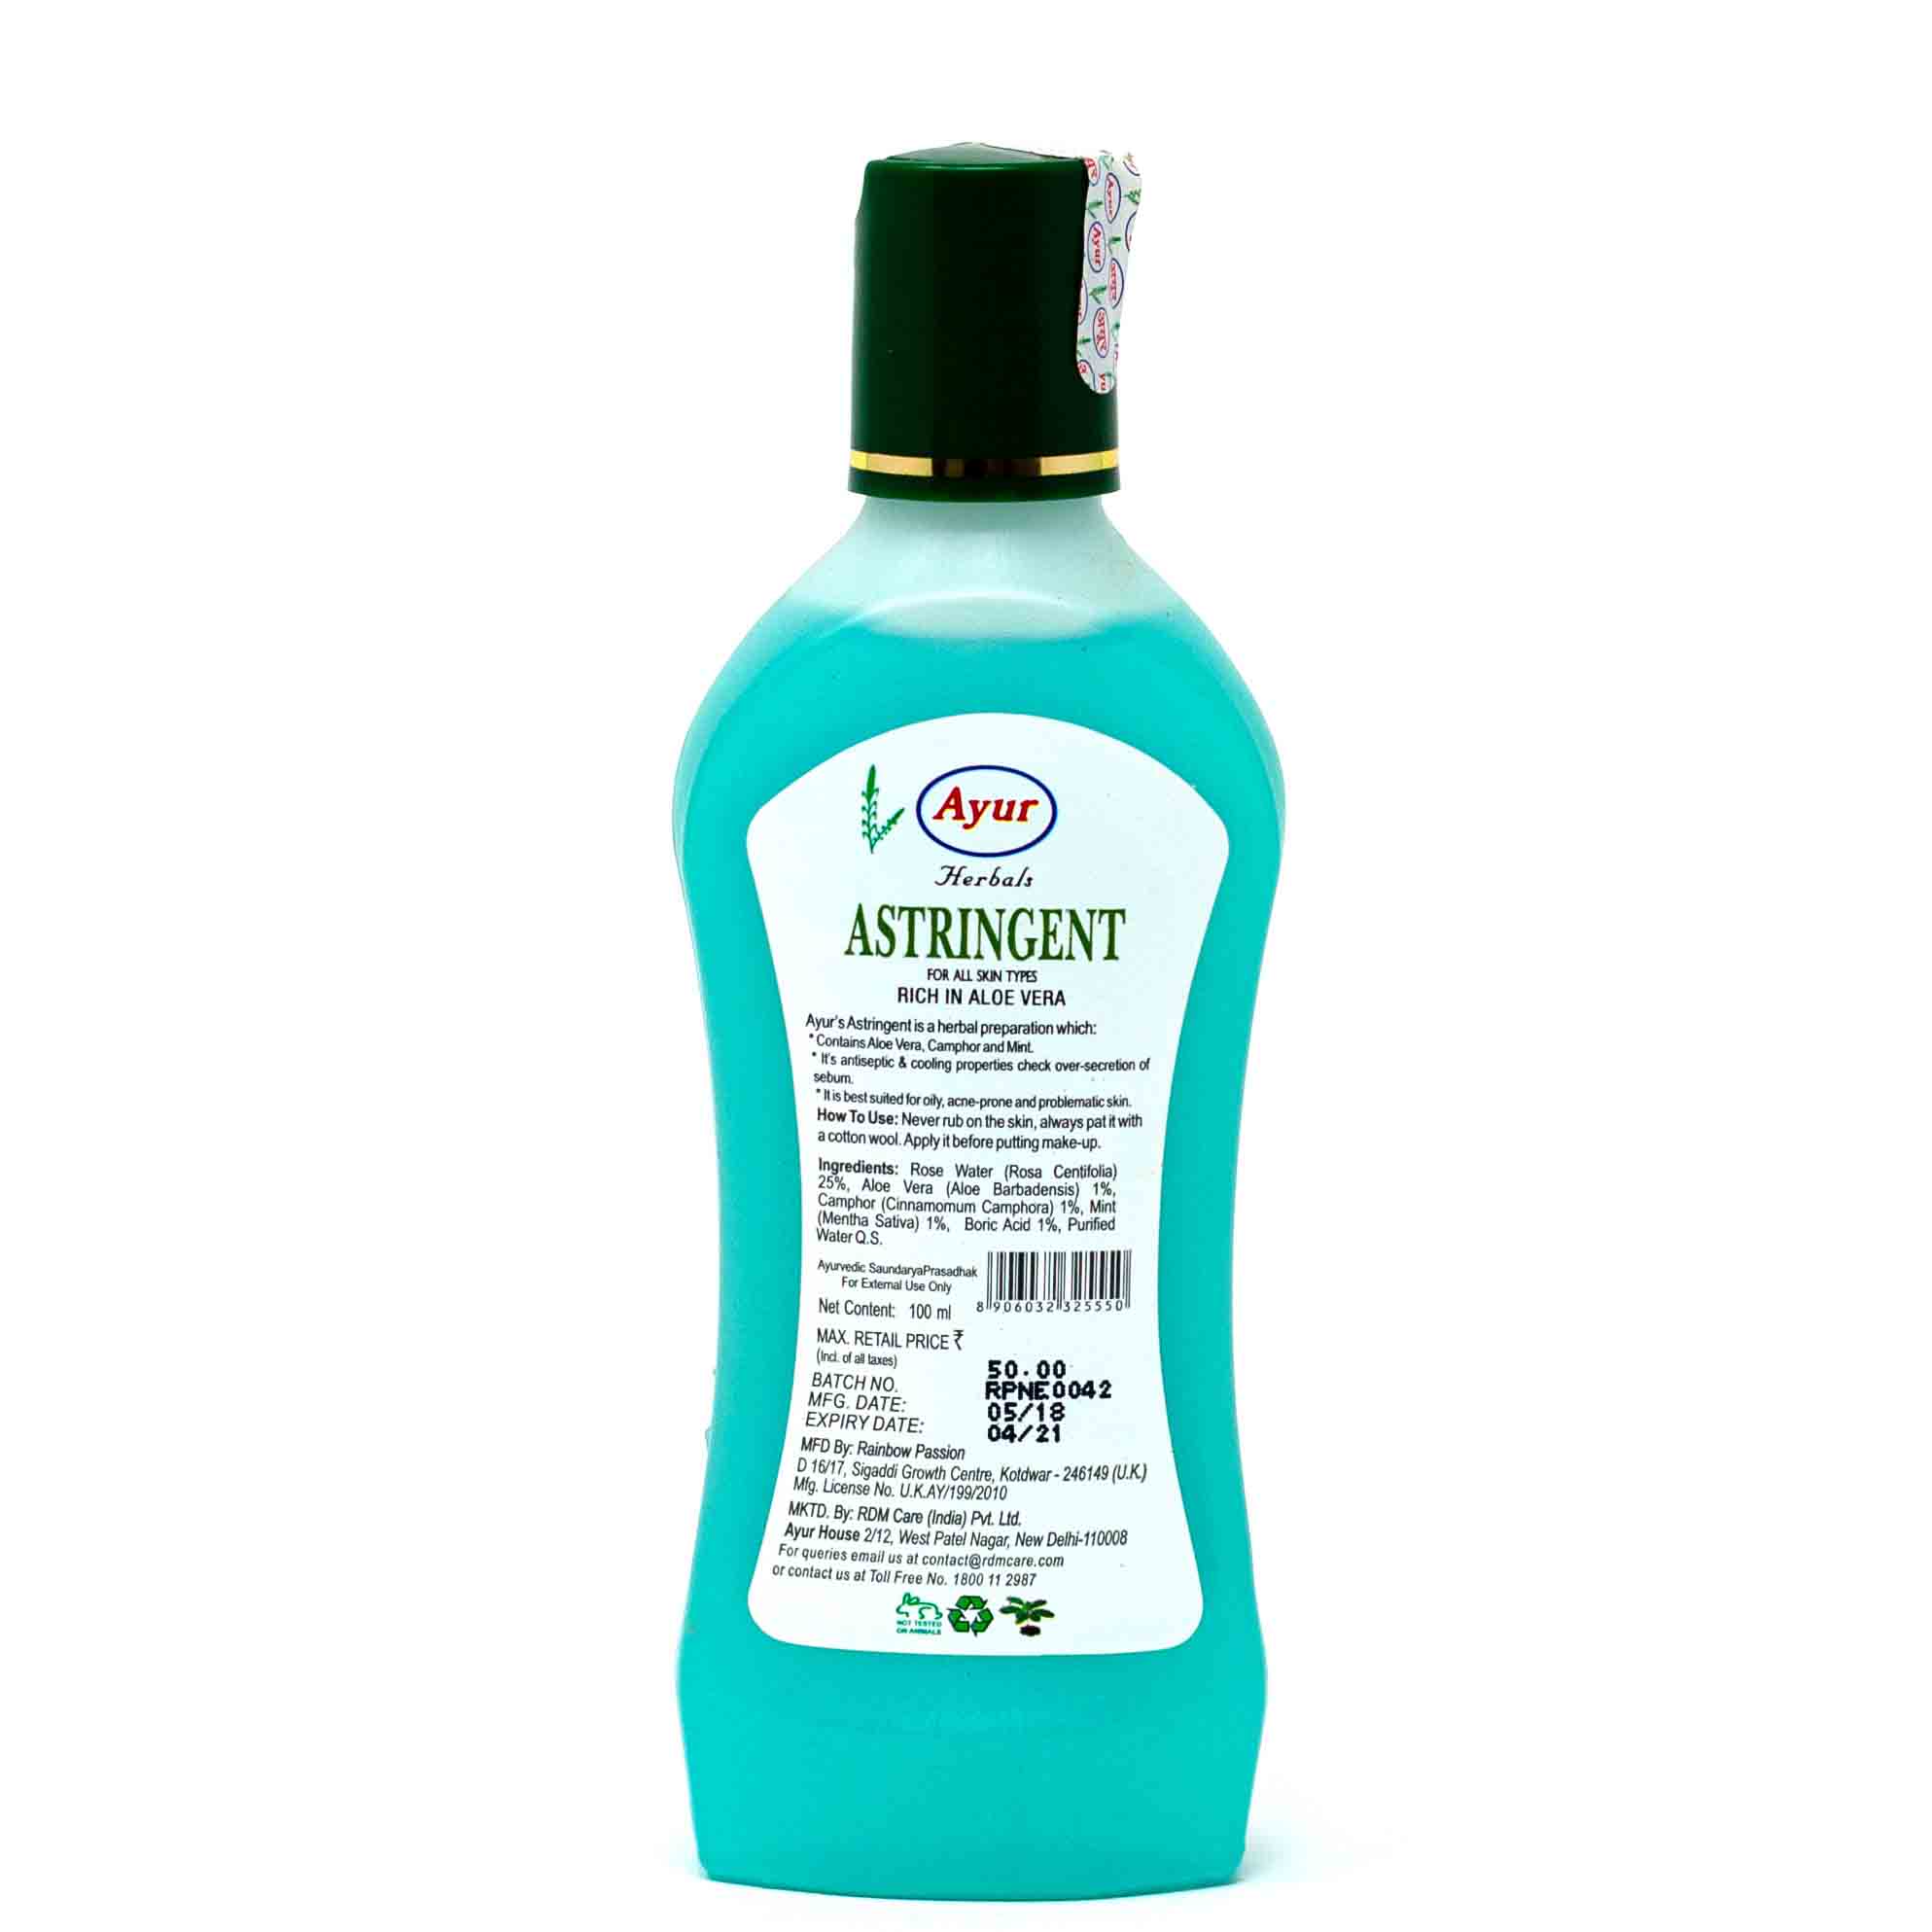 Ayur
Herbals
ASTRINGENT
FOR ALL SKIN TYPES
RICH IN ALOE VERA
Ayur's Astringent is a herbal preparation which:
* Contains Aloe Vera, Camphor and Mint.
* It's antiseptic & cooling properties check over-secretion of
sebum.
* It is best suited for oily, acne-prone and problematic skin.
How To Use: Never rub on the skin, always pat it with
a cotton wool. Apply it before putting make-up.
Ingredients: Rose Water (Rosa Centifolia)
25%, Aloe Vera (Aloe Barbadensis) 1%,
Camphor (Cinnamomum Camphora) 1%, Mint
(Mentha Sativa) 1%, Boric Acid 1%, Purified
Water Q.S.
Ayurvedic SaundaryaPrasadhak
For External Use Only
8 906032 325550
Net Content: 100 ml
MAX. RETAIL PRICE ₹
(Incl. of all taxes) 50.00
BATCH NO. RPNE0042
MFG. DATE: 05/18
EXPIRY DATE: 04/21
MFD By: Rainbow Passion
D 16/17, Sigaddi Growth Centre, Kotdwar - 246149 (U.K.)
Mfg. License No. U.K.AY/199/2010
MKTD. By: RDM Care (India) Pvt. Ltd.
Ayur House 2/12, West Patel Nagar, New Delhi-110008
For queries email us at contact@rdmcare.com
or contact us at Toll Free No. 1800 11 2987
NOT TESTED
ON ANIMALS